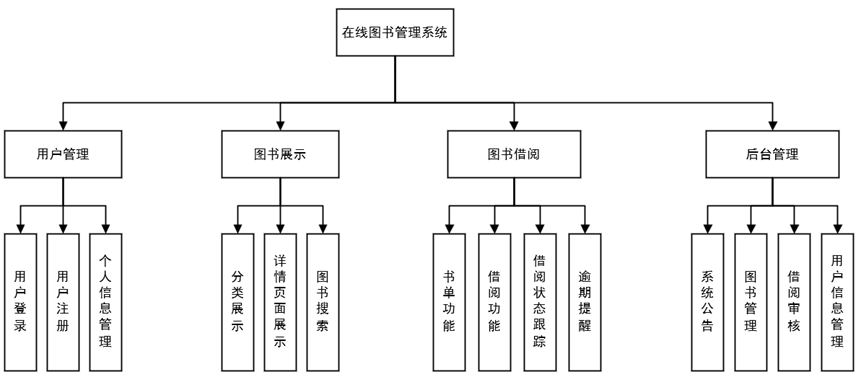 在线图书管理系统
用户管理
图书展示
图书借阅
后台管理
用户登录
用户注册
个人信息管理
分类展示
详情页面展示
图书搜索
书单功能
借阅功能
借阅状态跟踪
逾期提醒
系统公告
图书管理
借阅审核
用户信息管理